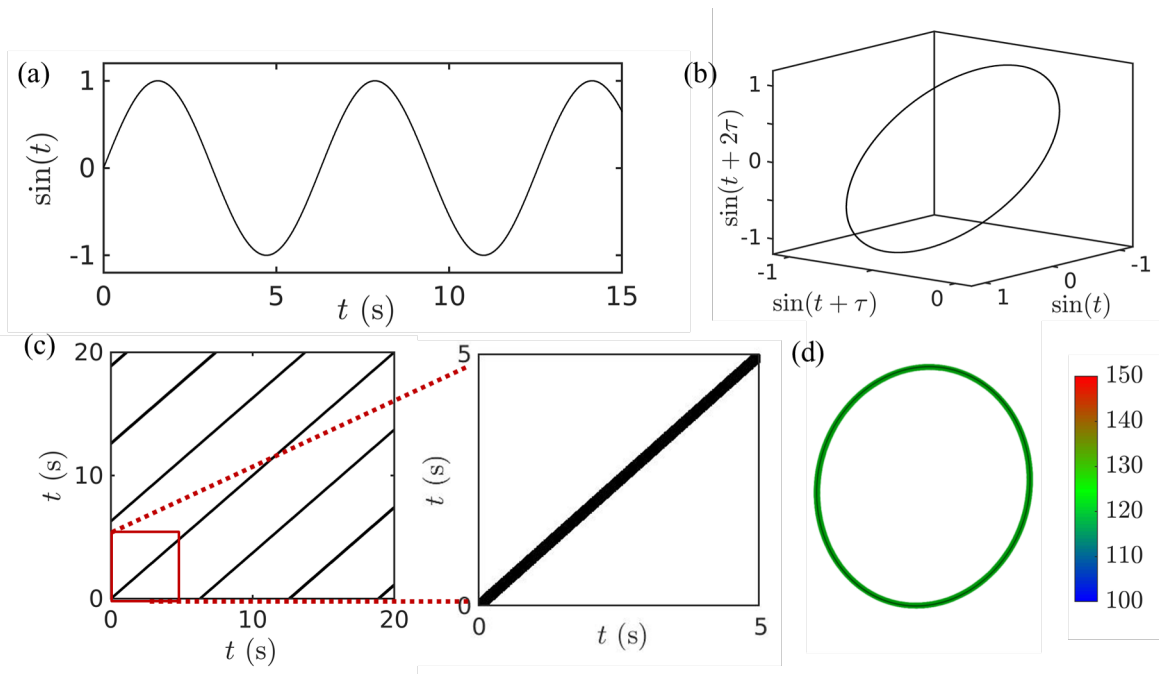 (a)
1
0
-1
sin(t)
0 5 10 15
t (s)
(b)
1
0
-1
sin(t + 2τ)
-1 0
sin(t + τ)
1 0 -1
sin(t)
(c)
20
10
0
t (s)
0 10 20
t (s)
5
0
t (s)
0 5
t (s)
(d)
150
140
130
120
110
100